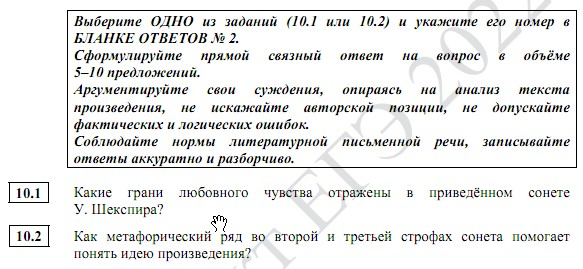 Выберите ОДНО из заданий (10.1 или 10.2) и укажите его номер в
БЛАНКЕ ОТВЕТОВ № 2.
Сформулируйте прямой связный ответ на вопрос в объёме
5–10 предложений.
Аргументируйте свои суждения, опираясь на анализ текста
произведения, не искажайте авторской позиции, не допускайте
фактических и логических ошибок.
Соблюдайте нормы литературной письменной речи, записывайте
ответы аккуратно и разборчиво.
10.1 Какие грани любовного чувства отражены в приведённом сонете
У. Шекспира?
10.2 Как метафорический ряд во второй и третьей строфах сонета помогает
понять идею произведения?
ЕГЭ 2022